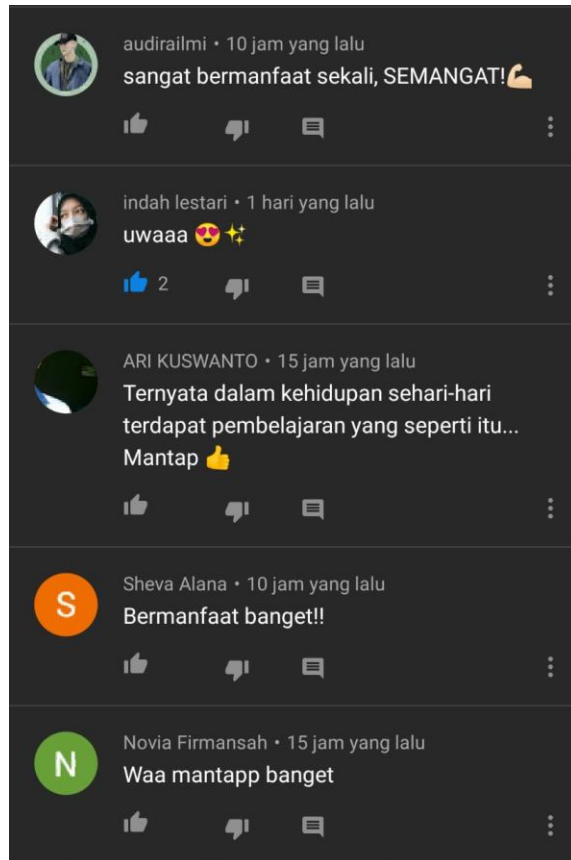 audirailmi • 10 jam yang lalu
sangat bermanfaat sekali, SEMANGAT!💪🏻
indah lestari • 1 hari yang lalu
uwaaa 😍✨
2
ARI KUSWANTO • 15 jam yang lalu
Ternyata dalam kehidupan sehari-hari
terdapat pembelajaran yang seperti itu...
Mantap 👍
S
Sheva Alana • 10 jam yang lalu
Bermanfaat banget!!
N
Novia Firmansah • 15 jam yang lalu
Waa mantapp banget